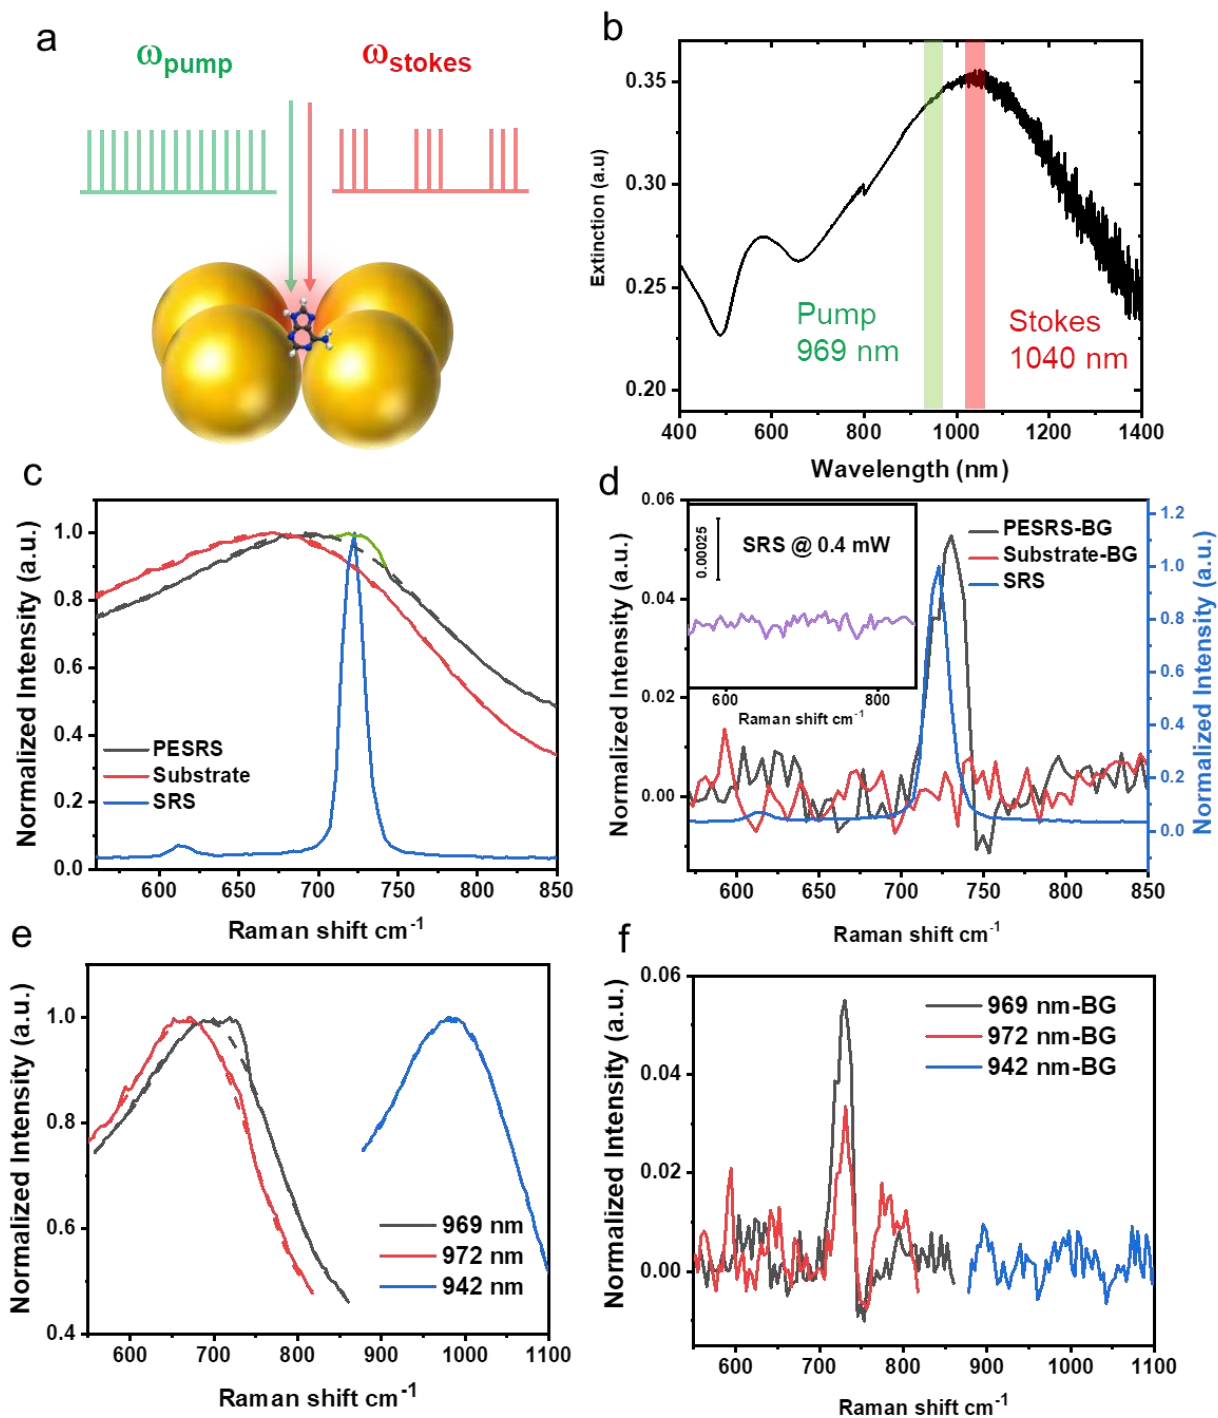 a
ωpump
ωstokes
b
Extinction (a.u)
0.35
0.30
0.25
0.20
Pump
969 nm
Stokes
1040 nm
400 600 800 1000 1200 1400
Wavelength (nm)
c
Normalized Intensity (a.u.)
1.0
0.8
0.6
0.4
0.2
0.0
PESRS
Substrate
SRS
600 650 700 750 800 850
Raman shift cm-1
d
Normalized Intensity (a.u.)
0.06
0.04
0.02
0.00
0.00025
SRS @ 0.4 mW
600 800
Raman shift cm-1
PESRS-BG
Substrate-BG
SRS
1.2
1.0
0.8
0.6
0.4
0.2
0.0
Normalized Intensity (a.u.)
600 650 700 750 800 850
Raman shift cm-1
e
Normalized Intensity (a.u.)
1.0
0.8
0.6
0.4
969 nm
972 nm
942 nm
600 700 800 900 1000 1100
Raman shift cm-1
f
Normalized Intensity (a.u.)
0.06
0.04
0.02
0.00
969 nm-BG
972 nm-BG
942 nm-BG
600 700 800 900 1000 1100
Raman shift cm-1